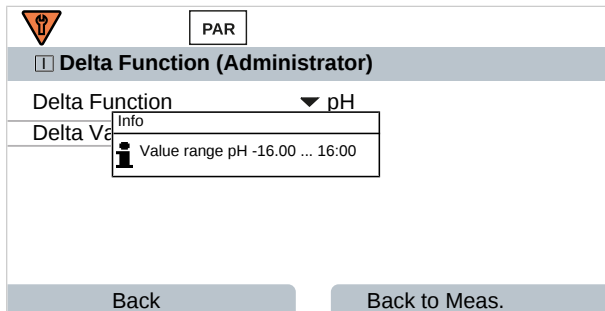 PAR
I Delta Function (Administrator)
Delta Function pH
Delta Va
Info
Value range pH -16.00 ... 16:00
Back Back to Meas.